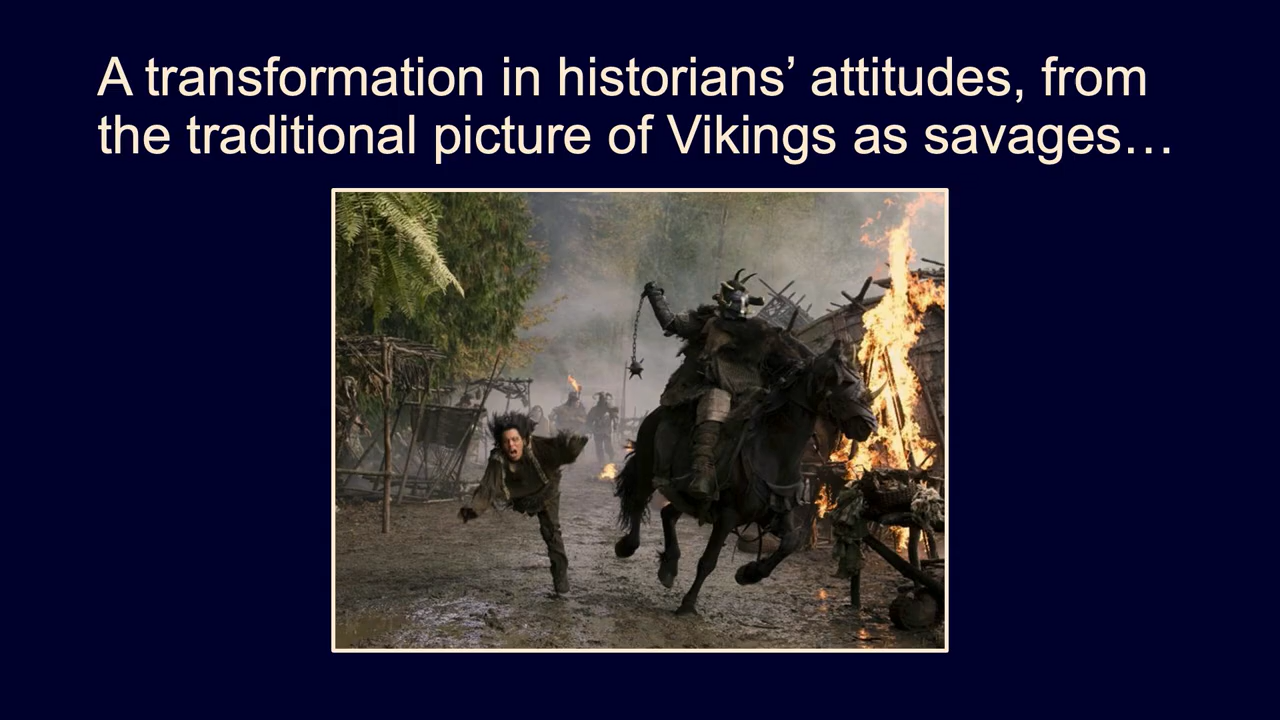 A transformation in historians’ attitudes, from
the traditional picture of Vikings as savages…